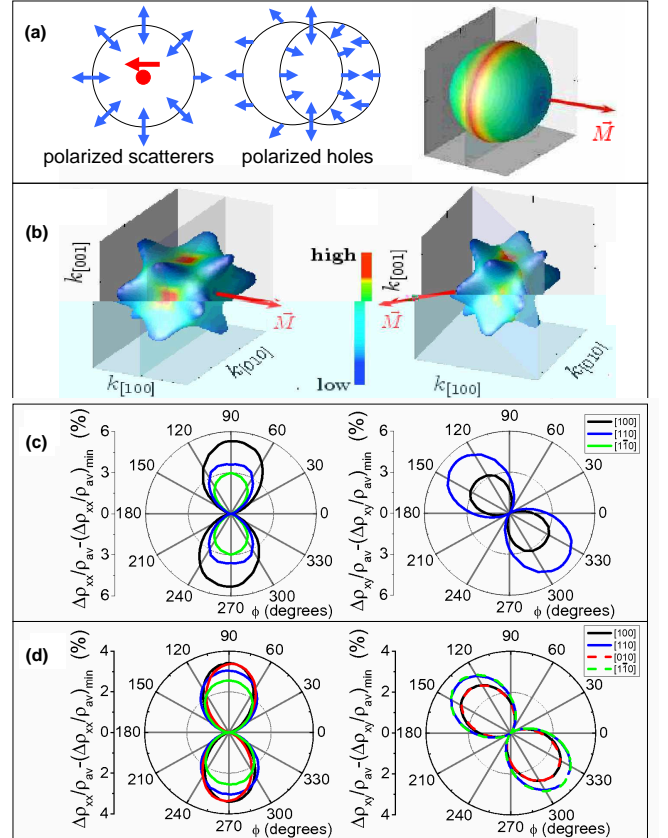 (a)
polarized scatterers
polarized holes
M⃗
(b)
k[001]
k[100]
k[010]
M⃗
high
low
k[001]
k[100]
k[010]
M⃗
(c)
Δρxx/ρav-(Δρxx/ρav)min (%)
6
3
0
3
6
90
60
30
0
330
300
270
240
210
180
150
120
ϕ (degrees)
Δρxy/ρav-(Δρxy/ρav)min (%)
90
60
30
0
330
300
270
240
210
180
150
120
ϕ (degrees)
[100]
[110]
[11̄0]
(d)
Δρxx/ρav-(Δρxx/ρav)min (%)
4
2
0
2
4
90
60
30
0
330
300
270
240
210
180
150
120
ϕ (degrees)
Δρxy/ρav-(Δρxy/ρav)min (%)
90
60
30
0
330
300
270
240
210
180
150
120
ϕ (degrees)
[100]
[110]
[010]
[11̄0]